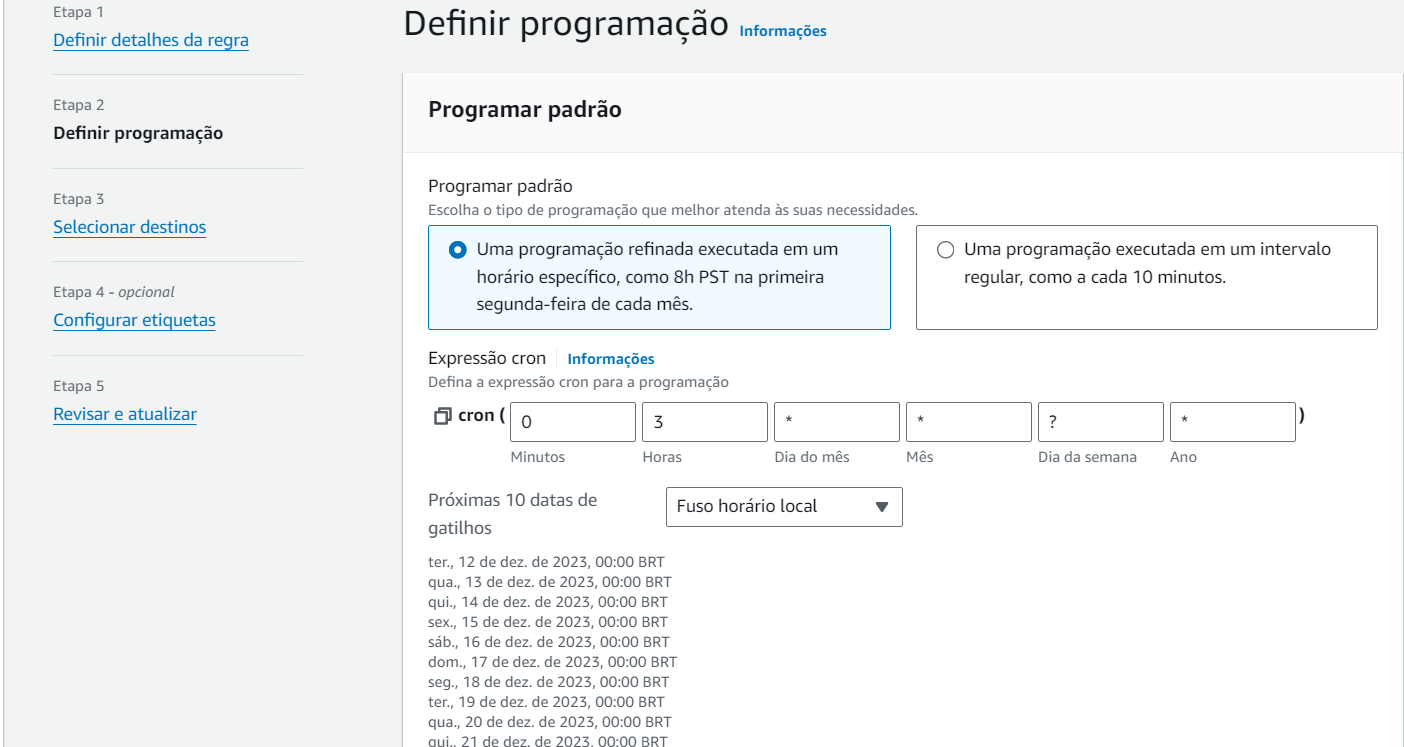 Etapa 1
Definir detalhes da regra
Etapa 2
Definir programação
Etapa 3
Selecionar destinos
Etapa 4 - opcional
Configurar etiquetas
Etapa 5
Revisar e atualizar
Definir programação Informações
Programar padrão
Programar padrão
Escolha o tipo de programação que melhor atenda às suas necessidades.
Uma programação refinada executada em um
horário específico, como 8h PST na primeira
segunda-feira de cada mês.
Uma programação executada em um intervalo
regular, como a cada 10 minutos.
Expressão cron Informações
Defina a expressão cron para a programação
cron ( 0 3 * * ? * )
Minutos Horas Dia do mês Mês Dia da semana Ano
Próximas 10 datas de
gatilhos
Fuso horário local
ter., 12 de dez. de 2023, 00:00 BRT
qua., 13 de dez. de 2023, 00:00 BRT
qui., 14 de dez. de 2023, 00:00 BRT
sex., 15 de dez. de 2023, 00:00 BRT
sáb., 16 de dez. de 2023, 00:00 BRT
dom., 17 de dez. de 2023, 00:00 BRT
seg., 18 de dez. de 2023, 00:00 BRT
ter., 19 de dez. de 2023, 00:00 BRT
qua., 20 de dez. de 2023, 00:00 BRT
qui., 21 de dez. de 2023, 00:00 BRT